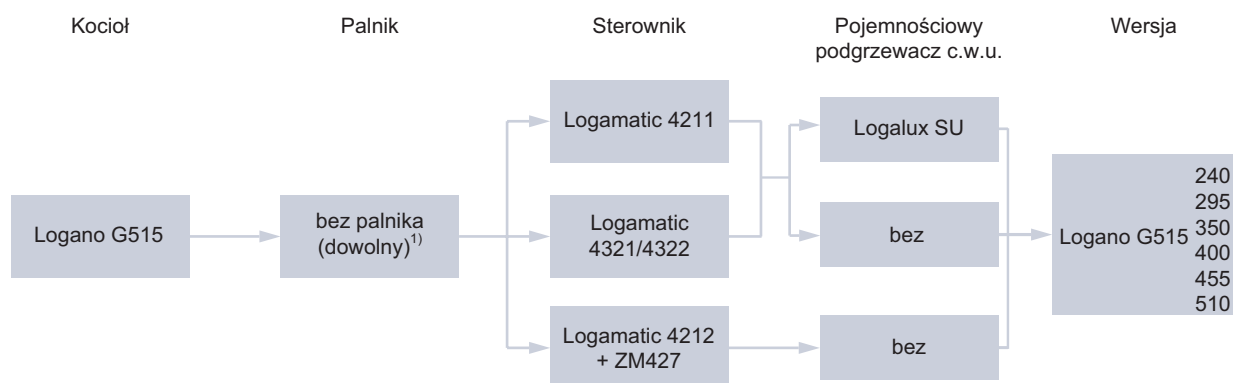 Kocioł
Palnik
Sterownik
Pojemnościowy
podgrzewacz c.w.u.
Wersja
Logano G515
bez palnika
(dowolny)1)
Logamatic 4211
Logamatic
4321/4322
Logamatic 4212
+ ZM427
Logalux SU
bez
bez
Logano G515
240
295
350
400
455
510